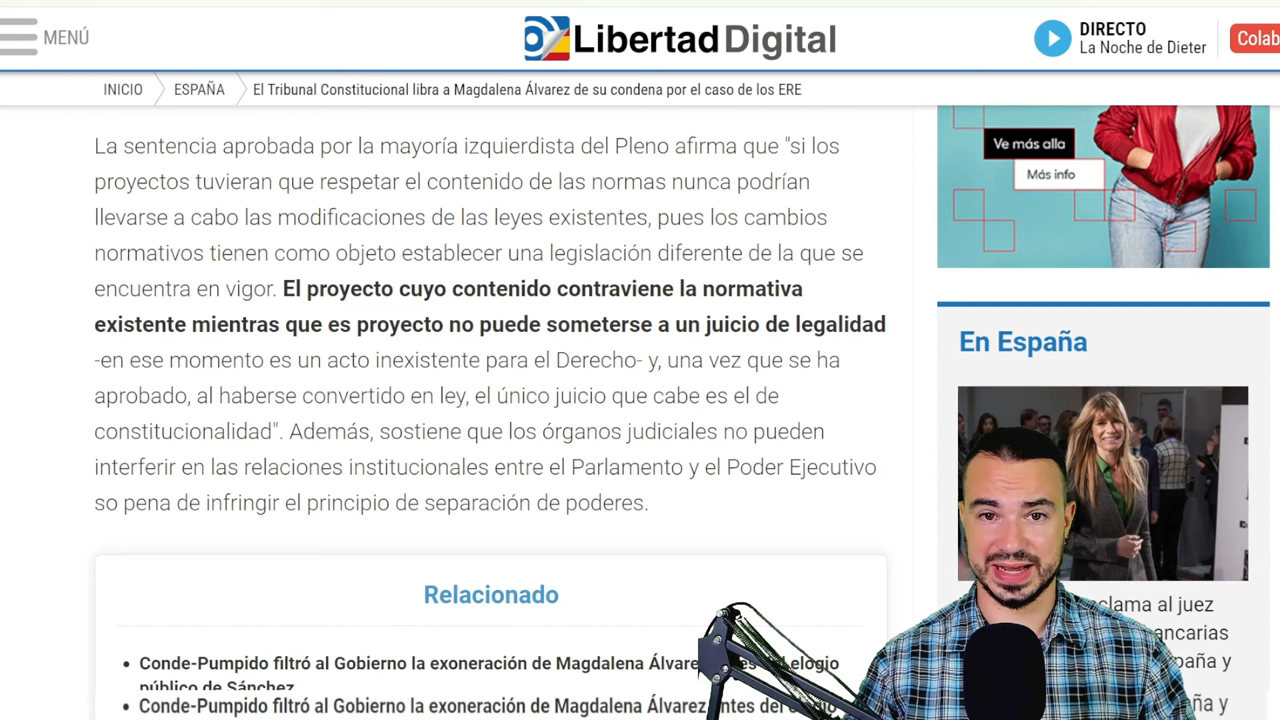 MENÚ
Libertad Digital
DIRECTO
La Noche de Dieter
Colab
INICIO
ESPAÑA
El Tribunal Constitucional libra a Magdalena Álvarez de su condena por el caso de los ERE
La sentencia aprobada por la mayoría izquierdista del Pleno afirma que "si los
proyectos tuvieran que respetar el contenido de las normas nunca podrían
llevarse a cabo las modificaciones de las leyes existentes, pues los cambios
normativos tienen como objeto establecer una legislación diferente de la que se
encuentra en vigor. El proyecto cuyo contenido contraviene la normativa
existente mientras que es proyecto no puede someterse a un juicio de legalidad
-en ese momento es un acto inexistente para el Derecho- y, una vez que se ha
aprobado, al haberse convertido en ley, el único juicio que cabe es el de
constitucionalidad". Además, sostiene que los órganos judiciales no pueden
interferir en las relaciones institucionales entre el Parlamento y el Poder Ejecutivo
so pena de infringir el principio de separación de poderes.
Relacionado
• Conde-Pumpido filtró al Gobierno la exoneración de Magdalena Álvarez elogio
público de Sánchez
• Conde-Pumpido filtró al Gobierno la exoneración de Magdalena Álvarez antes del
Ve más alla
Más info
En España
clama al juez
ancarias
paña y
ña y